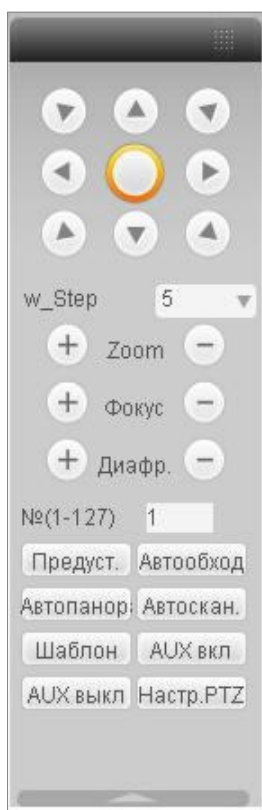 w_Step 5
+ Zoom −
+ Фокус −
+ Диафр. −
№(1-127) 1
Предуст. Автообход
Автопанора Автоскан.
Шаблон AUX вкл
AUX выкл Настр.PTZ